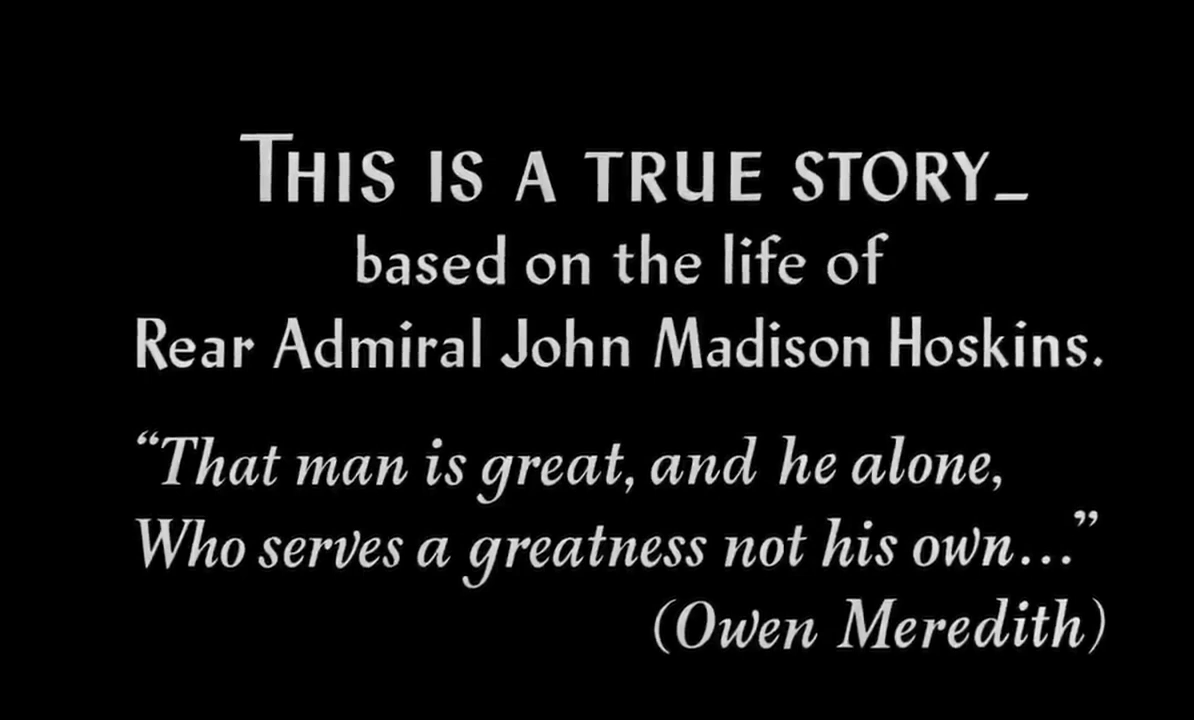 THIS IS A TRUE STORY—
based on the life of
Rear Admiral John Madison Hoskins.
“That man is great, and he alone,
Who serves a greatness not his own...”
(Owen Meredith)